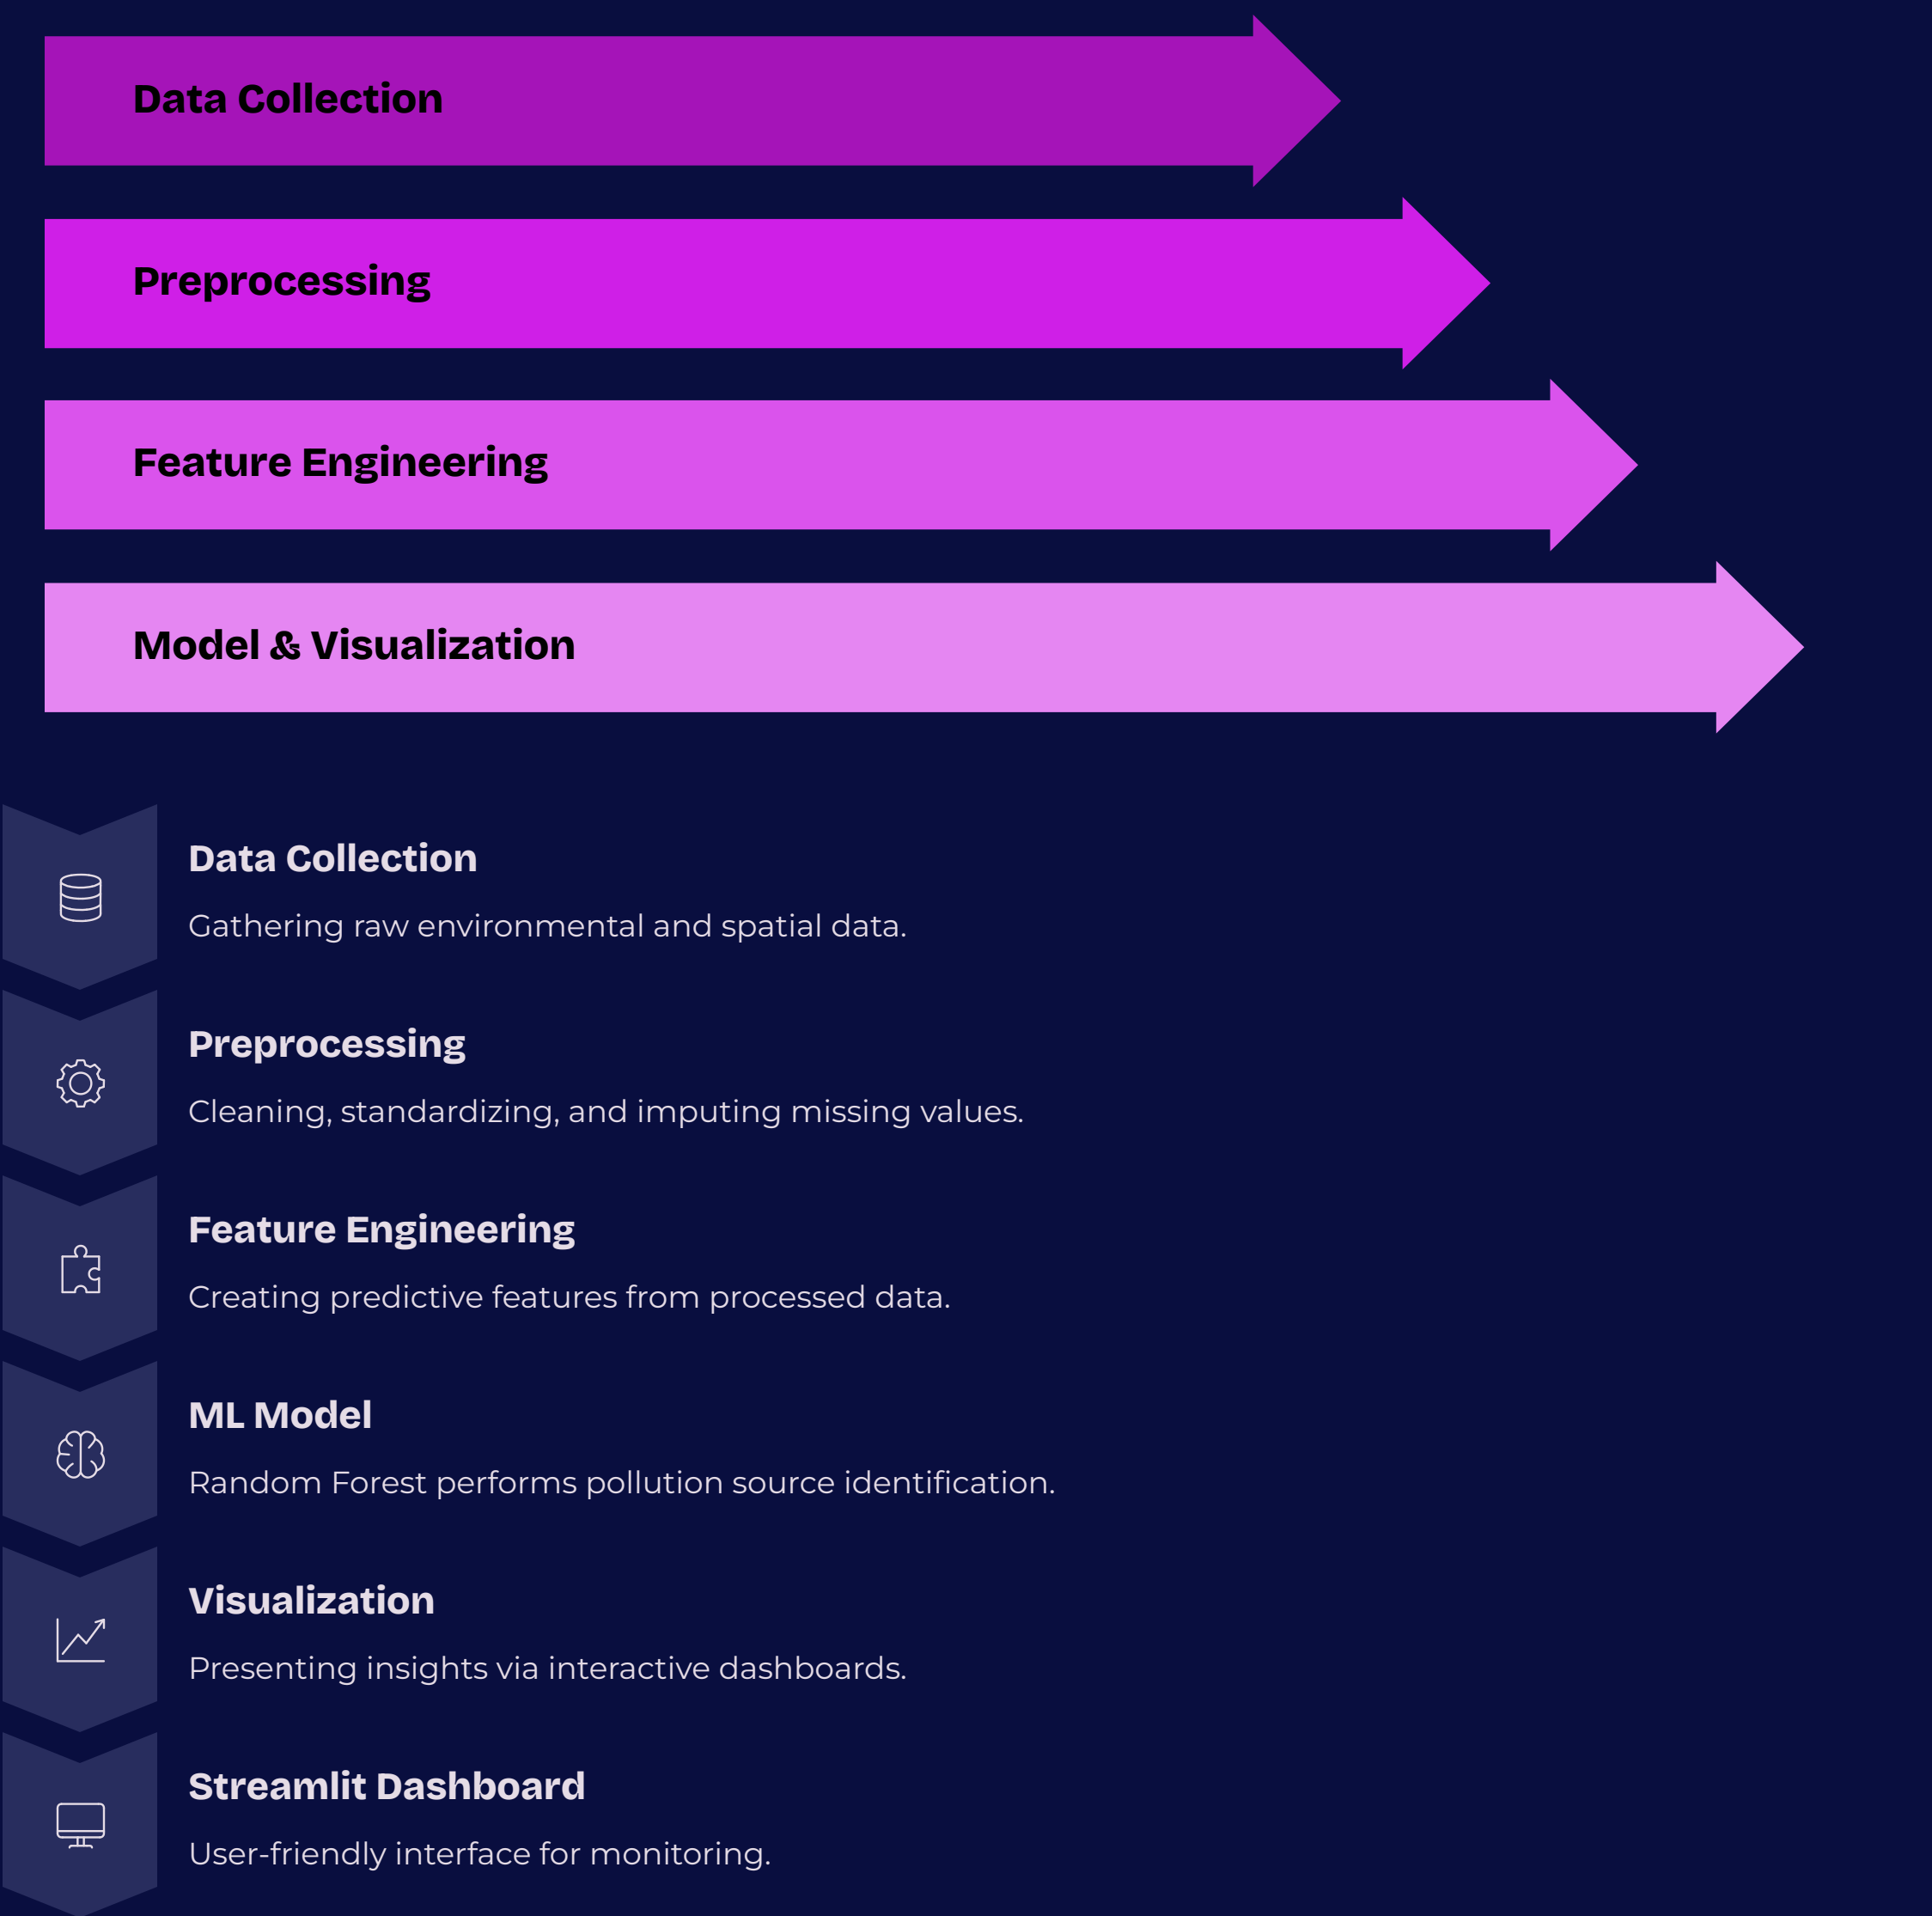 Data Collection
Preprocessing
Feature Engineering
Model & Visualization
Data Collection
Gathering raw environmental and spatial data.
Preprocessing
Cleaning, standardizing, and imputing missing values.
Feature Engineering
Creating predictive features from processed data.
ML Model
Random Forest performs pollution source identification.
Visualization
Presenting insights via interactive dashboards.
Streamlit Dashboard
User-friendly interface for monitoring.